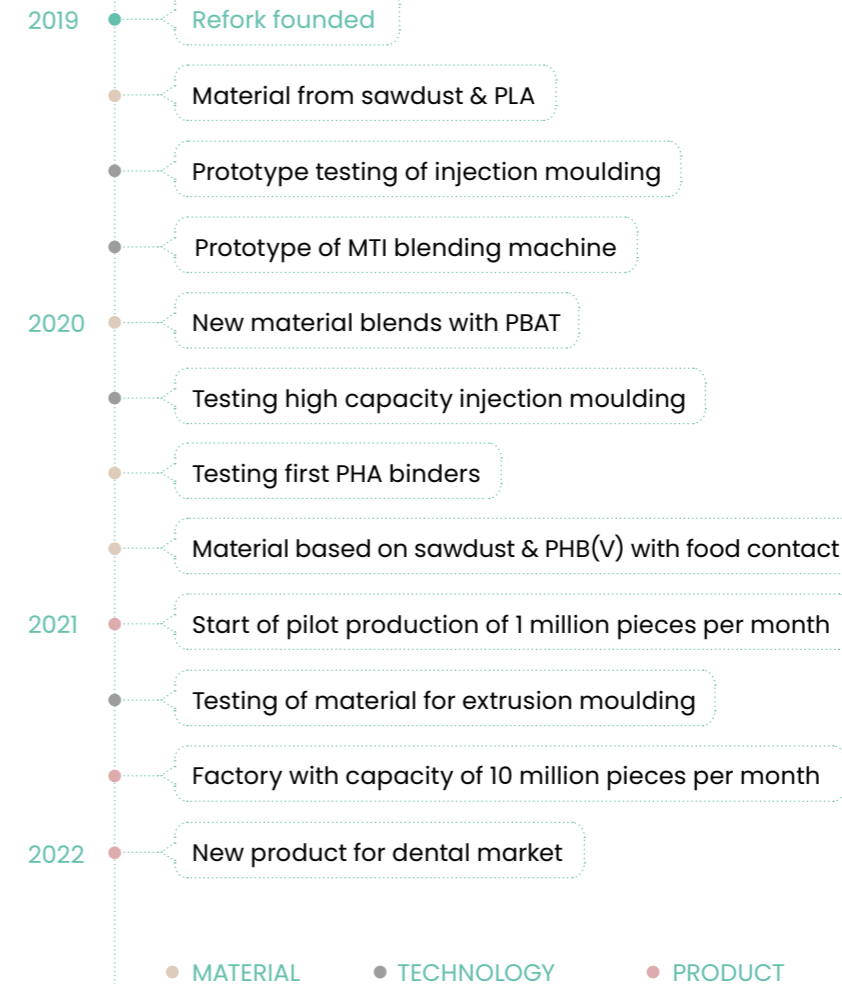 2019 Refork founded
Material from sawdust & PLA
Prototype testing of injection moulding
Prototype of MTI blending machine
2020 New material blends with PBAT
Testing high capacity injection moulding
Testing first PHA binders
Material based on sawdust & PHB(V) with food contact
2021 Start of pilot production of 1 million pieces per month
Testing of material for extrusion moulding
Factory with capacity of 10 million pieces per month
2022 New product for dental market
MATERIAL TECHNOLOGY PRODUCT